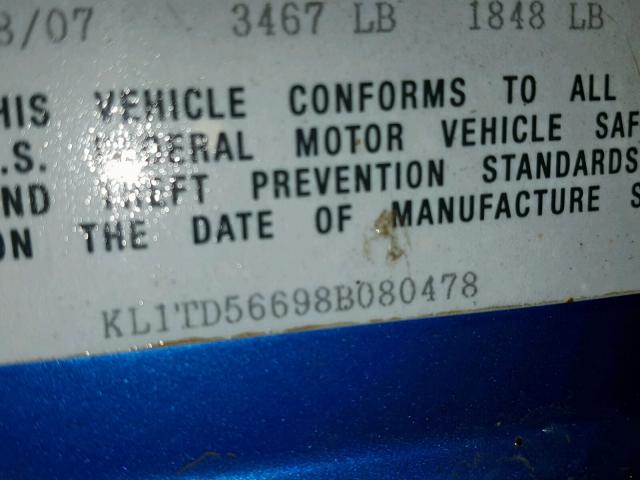 8/07 3467 LB 1848 LB
HIS VEHICLE CONFORMS TO ALL
.S. FEDERAL MOTOR VEHICLE SAF
ND THEFT PREVENTION STANDARDS
ON THE DATE OF MANUFACTURE S
KL1TD56698B080478